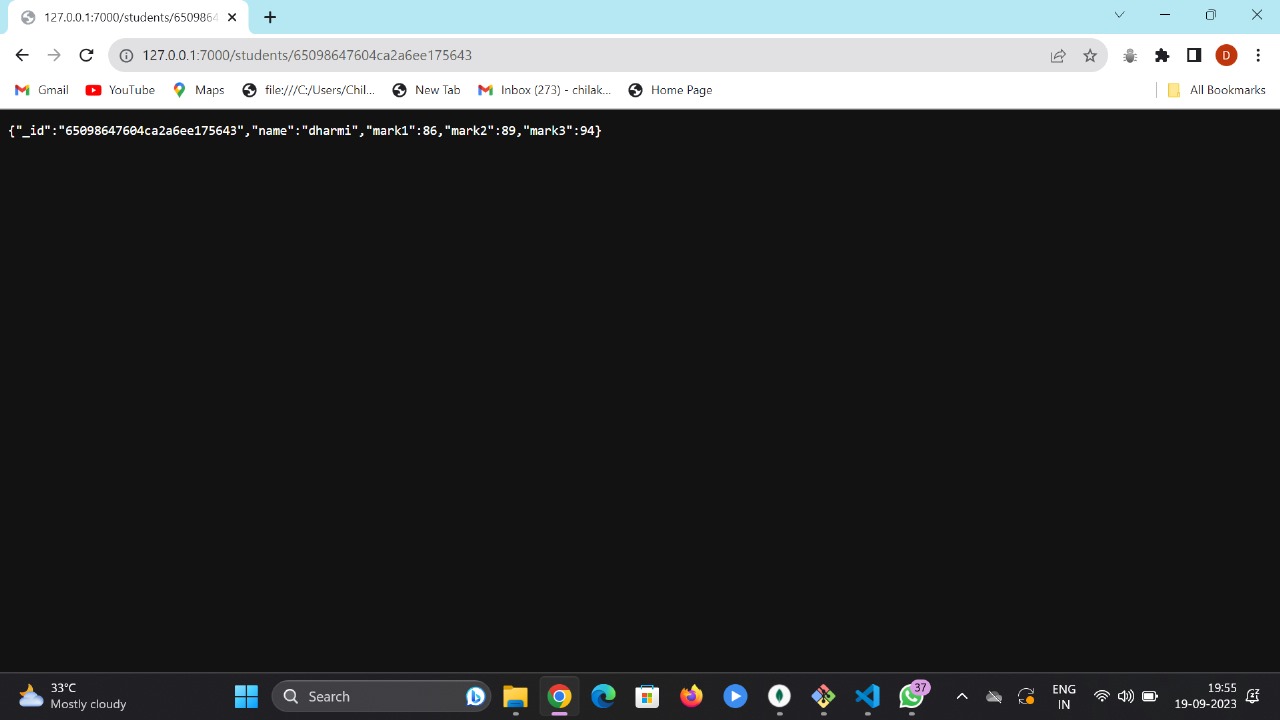 127.0.0.1:7000/students/6509864
127.0.0.1:7000/students/65098647604ca2a6ee175643
D
Gmail
YouTube
Maps
file:///C:/Users/Chil...
New Tab
Inbox (273) - chilak...
Home Page
All Bookmarks
{"_id":"65098647604ca2a6ee175643","name":"dharmi","mark1":86,"mark2":89,"mark3":94}
33°C
Mostly cloudy
Search
37
ENG
IN
19:55
19-09-2023